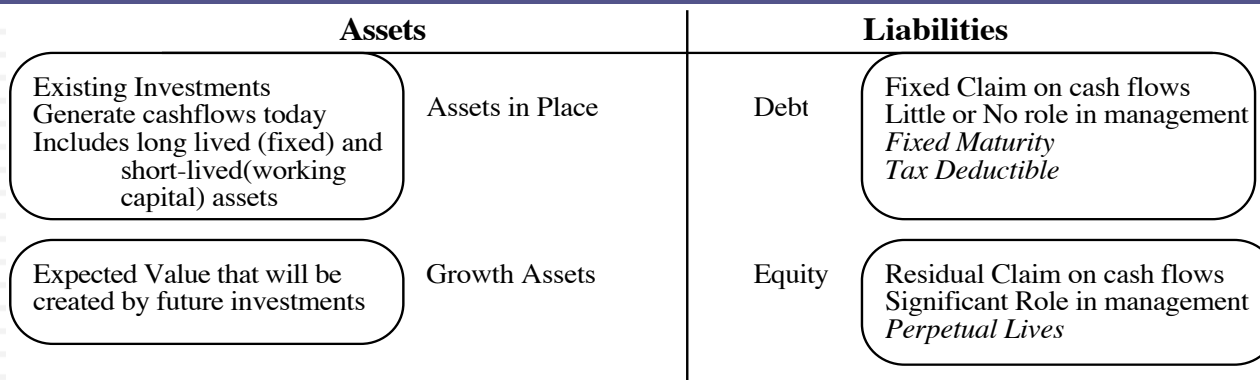 Assets
Liabilities
Existing Investments
Generate cashflows today
Includes long lived (fixed) and
short-lived(working
capital) assets
Assets in Place
Debt
Fixed Claim on cash flows
Little or No role in management
Fixed Maturity
Tax Deductible
Expected Value that will be
created by future investments
Growth Assets
Equity
Residual Claim on cash flows
Significant Role in management
Perpetual Lives